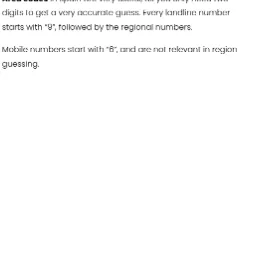 digits to get a very accurate guess. Every landline number
starts with "9", followed by the regional numbers.
Mobile numbers start with "6", and are not relevant in region
guessing.